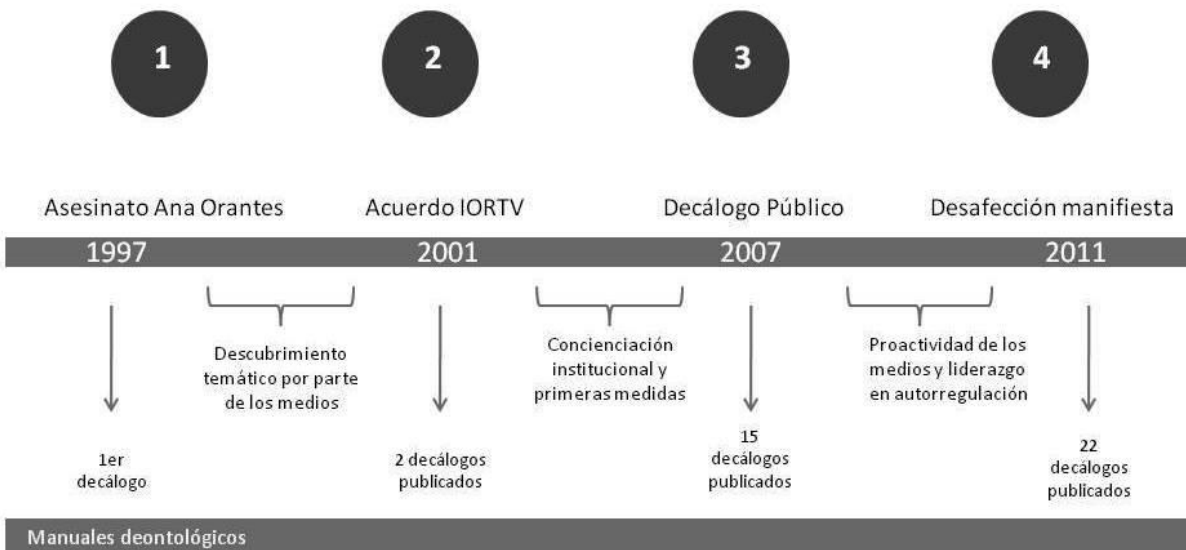 1
2
3
4
Asesinato Ana Orantes
Acuerdo IORTV
Decálogo Público
Desafección manifiesta
1997
2001
2007
2011
Descubrimiento
temático por parte
de los medios
Concienciación
institucional y
primeras medidas
Proactividad de los
medios y liderazgo
en autorregulación
1er
decálogo
2 decálogos
publicados
15
decálogos
publicados
22
decálogos
publicados
Manuales deontológicos